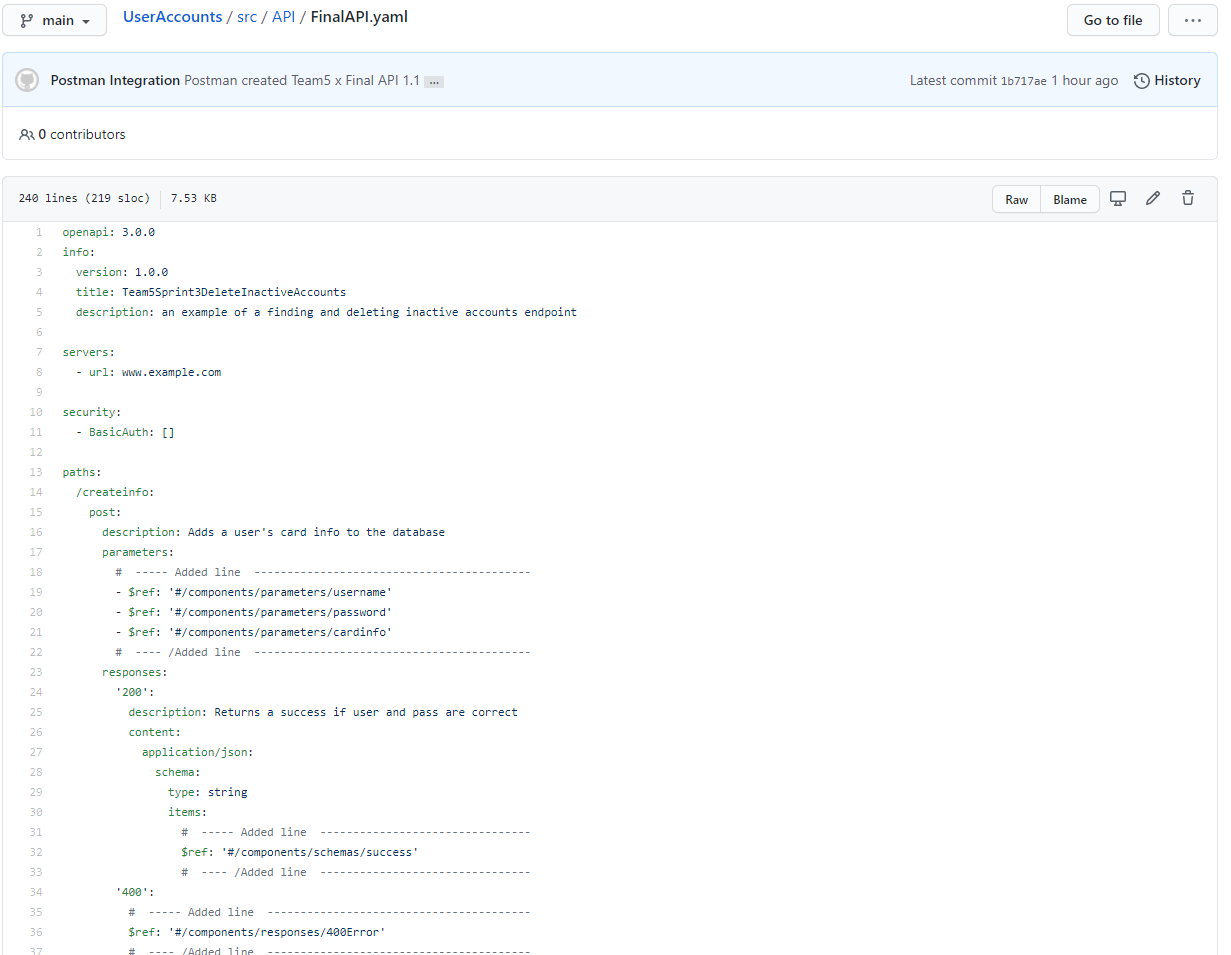 main
UserAccounts / src / API / FinalAPI.yaml
Go to file
...
Postman Integration Postman created Team5 x Final API 1.1 ...
Latest commit 1b717ae 1 hour ago
History
0 contributors
240 lines (219 sloc)
7.53 KB
Raw
Blame
1 openapi: 3.0.0
2 info:
3   version: 1.0.0
4   title: Team5Sprint3DeleteInactiveAccounts
5   description: an example of a finding and deleting inactive accounts endpoint
6
7 servers:
8   - url: www.example.com
9
10 security:
11   - BasicAuth: []
12
13 paths:
14   /createinfo:
15     post:
16       description: Adds a user's card info to the database
17       parameters:
18         #  ----- Added line  ------------------------------------------
19         - $ref: '#/components/parameters/username'
20         - $ref: '#/components/parameters/password'
21         - $ref: '#/components/parameters/cardinfo'
22         #  ---- /Added line  ------------------------------------------
23       responses:
24         '200':
25           description: Returns a success if user and pass are correct
26           content:
27             application/json:
28               schema:
29                 type: string
30                 items:
31                   #  ----- Added line  --------------------------------
32                   $ref: '#/components/schemas/success'
33                   #  ---- /Added line  --------------------------------
34         '400':
35           #  ----- Added line  ----------------------------------------
36           $ref: '#/components/responses/400Error'
37           #  ---- /Added line  ----------------------------------------